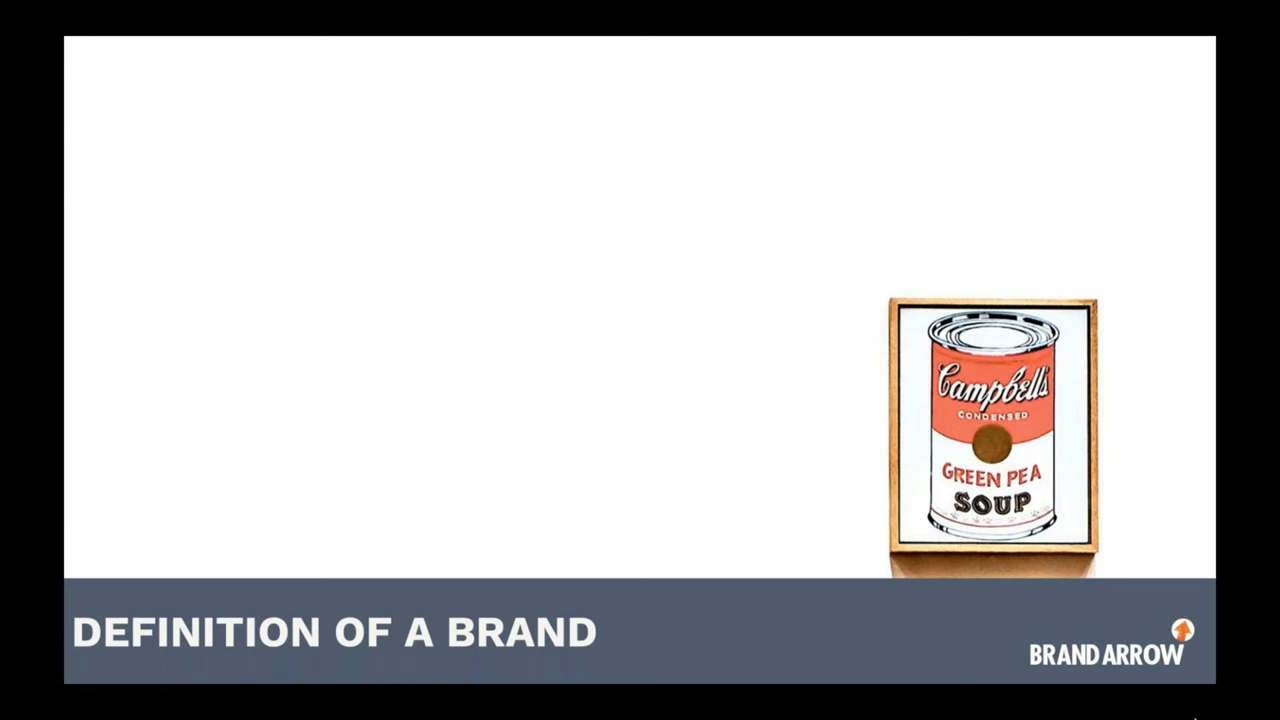 Campbell's
CONDENSED
GREEN PEA
SOUP
DEFINITION OF A BRAND
BRAND ARROW